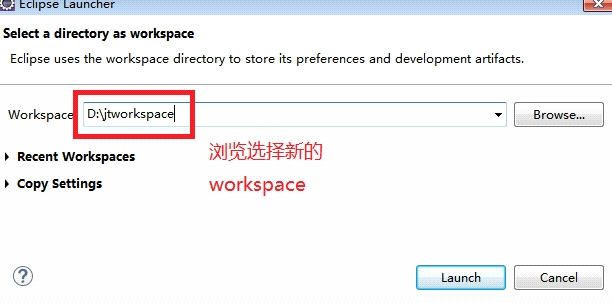 Eclipse Launcher
Select a directory as workspace
Eclipse uses the workspace directory to store its preferences and development artifacts.
Workspace: D:\jtworkspace Browse...
Recent Workspaces 浏览选择新的
Copy Settings workspace
? Launch Cancel